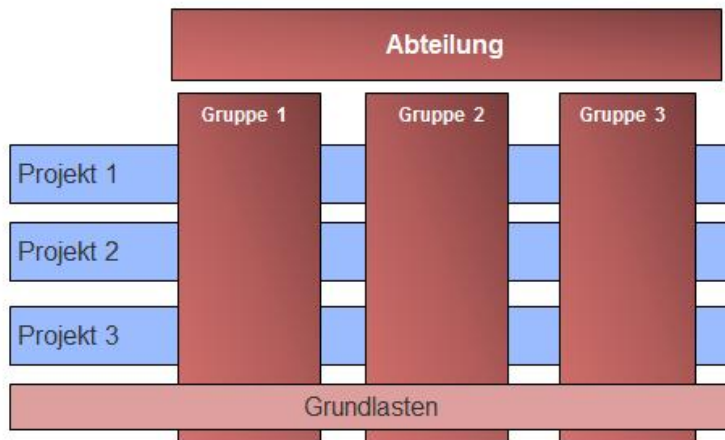 Abteilung
Gruppe 1
Gruppe 2
Gruppe 3
Projekt 1
Projekt 2
Projekt 3
Grundlasten